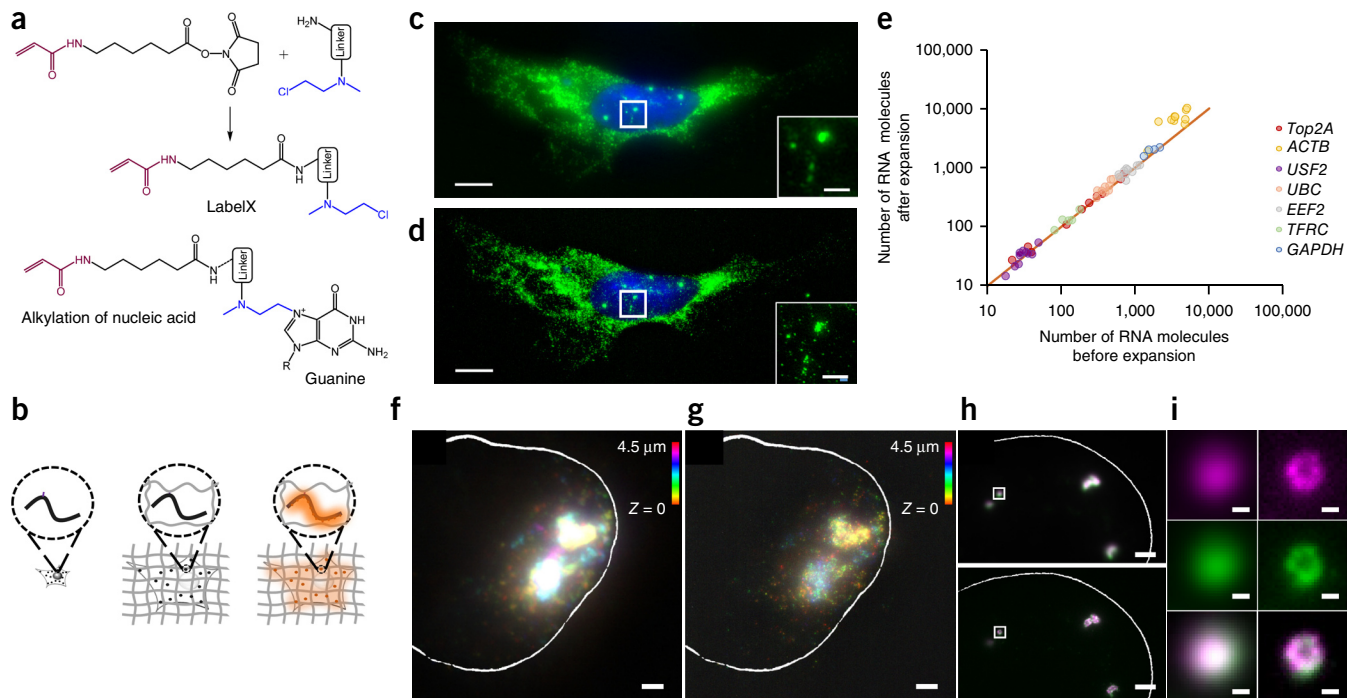 a
HN
O
O
O
N
O
O
+
H₂N
Linker
Cl
N
HN
O
O
N
H
Linker
N
Cl
LabelX
HN
O
O
N
H
Linker
N
N⁺
O
NH
N
R
N
NH₂
Alkylation of nucleic acid
Guanine
b
c
d
e
100,000
10,000
1,000
100
10
10
100
1,000
10,000
100,000
Number of RNA molecules
after expansion
Number of RNA molecules
before expansion
Top2A
ACTB
USF2
UBC
EEF2
TFRC
GAPDH
f
4.5 µm
Z = 0
g
4.5 µm
Z = 0
h
i